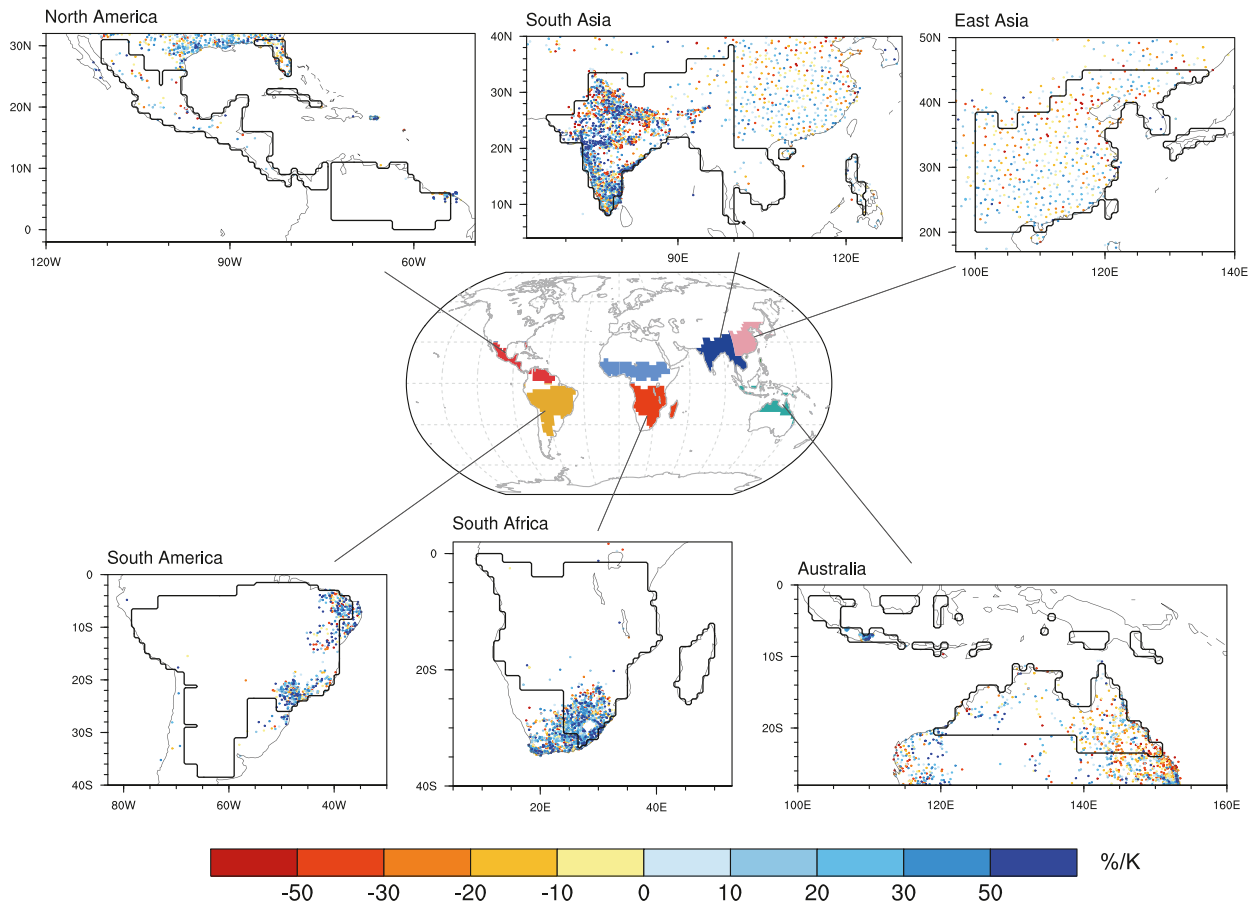 North America
South Asia
East Asia
30N
20N
10N
0
120W
90W
60W
40N
30N
20N
10N
90E
120E
50N
40N
30N
20N
100E
120E
140E
South America
South Africa
Australia
0
10S
20S
30S
40S
80W
60W
40W
0
20S
40S
20E
40E
0
10S
20S
100E
120E
140E
160E
-50
-30
-20
-10
0
10
20
30
50
%/K